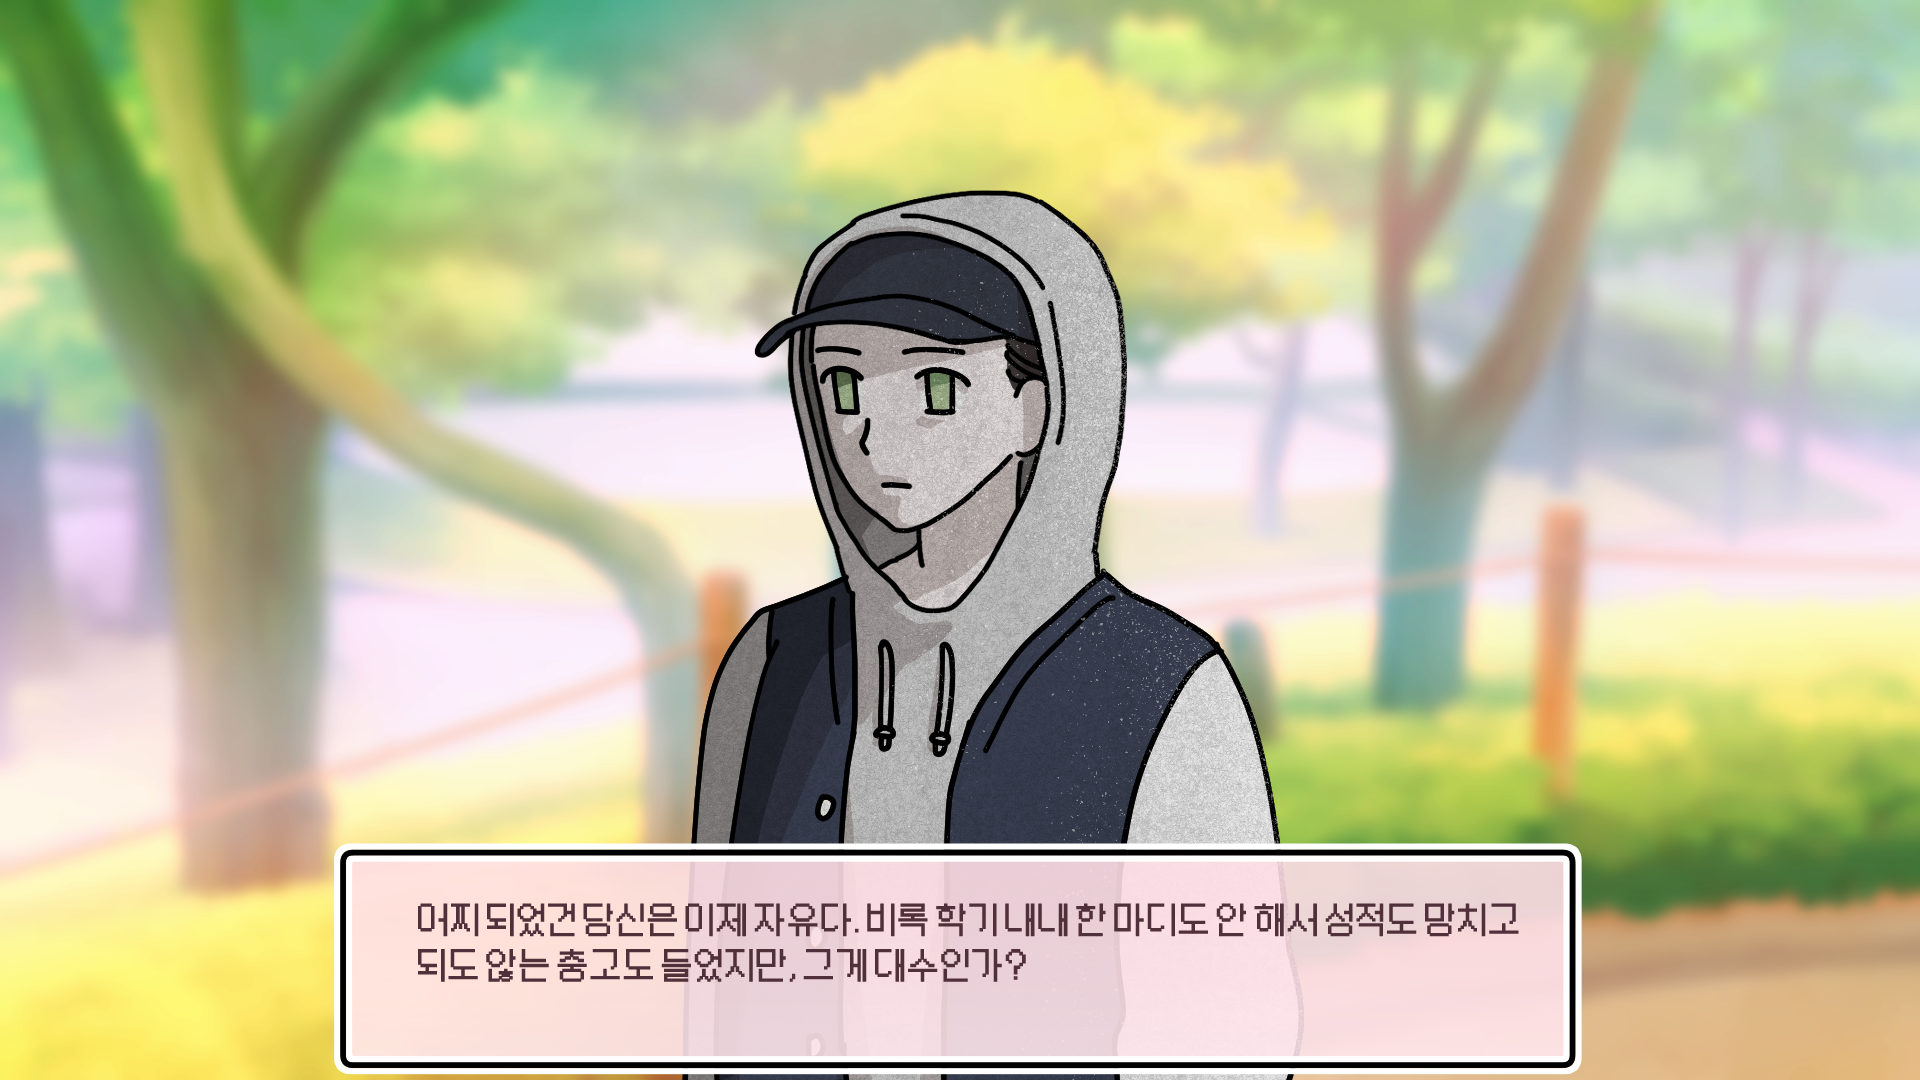 어찌 되었건 당신은 이제 자유다. 비록 학기 내내 한 마디도 안 해서 성적도 망치고
되도 않는 충고도 들었지만, 그게 대수인가?